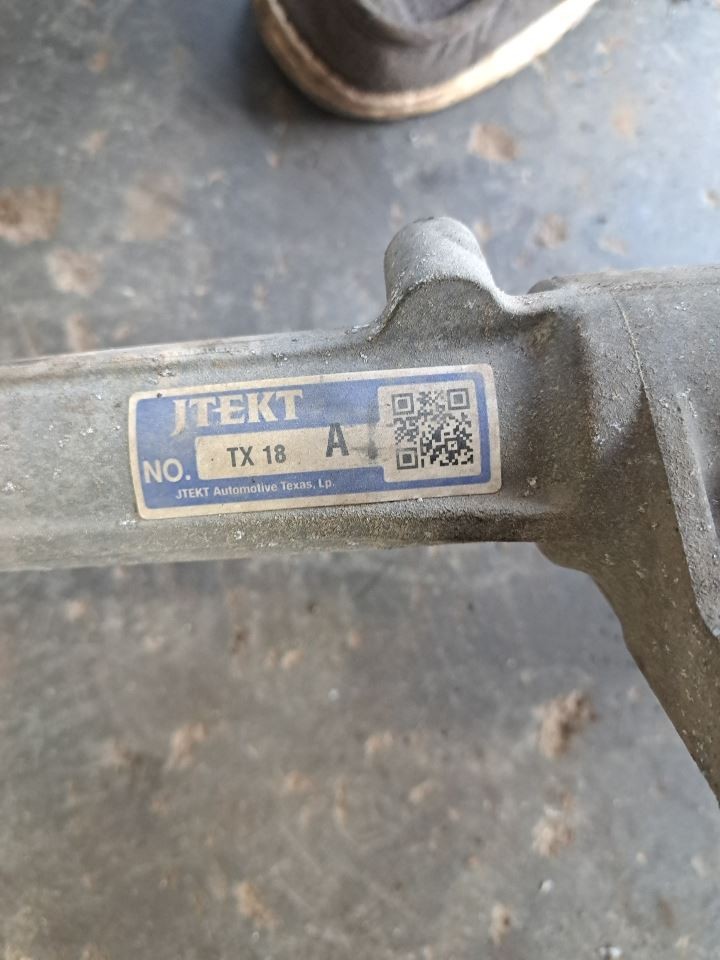 JTEKT
NO. TX 18 A
JTEKT Automotive Texas, Lp.